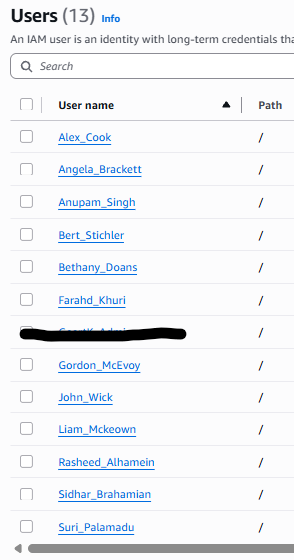 Users (13) Info
An IAM user is an identity with long-term credentials tha
Search
User name Path
Alex_Cook /
Angela_Brackett /
Anupam_Singh /
Bert_Stichler /
Bethany_Doans /
Farahd_Khuri /
/
Gordon_McEvoy /
John_Wick /
Liam_Mckeown /
Rasheed_Alhamein /
Sidhar_Brahamian /
Suri_Palamadu /